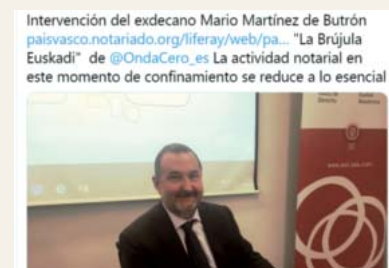 Intervención del exdecano Mario Martínez de Butrón
paisvasco.notariado.org/liferay/web/pa... "La Brújula
Euskadi" de @OndaCero_es La actividad notarial en
este momento de confinamiento se reduce a lo esencial